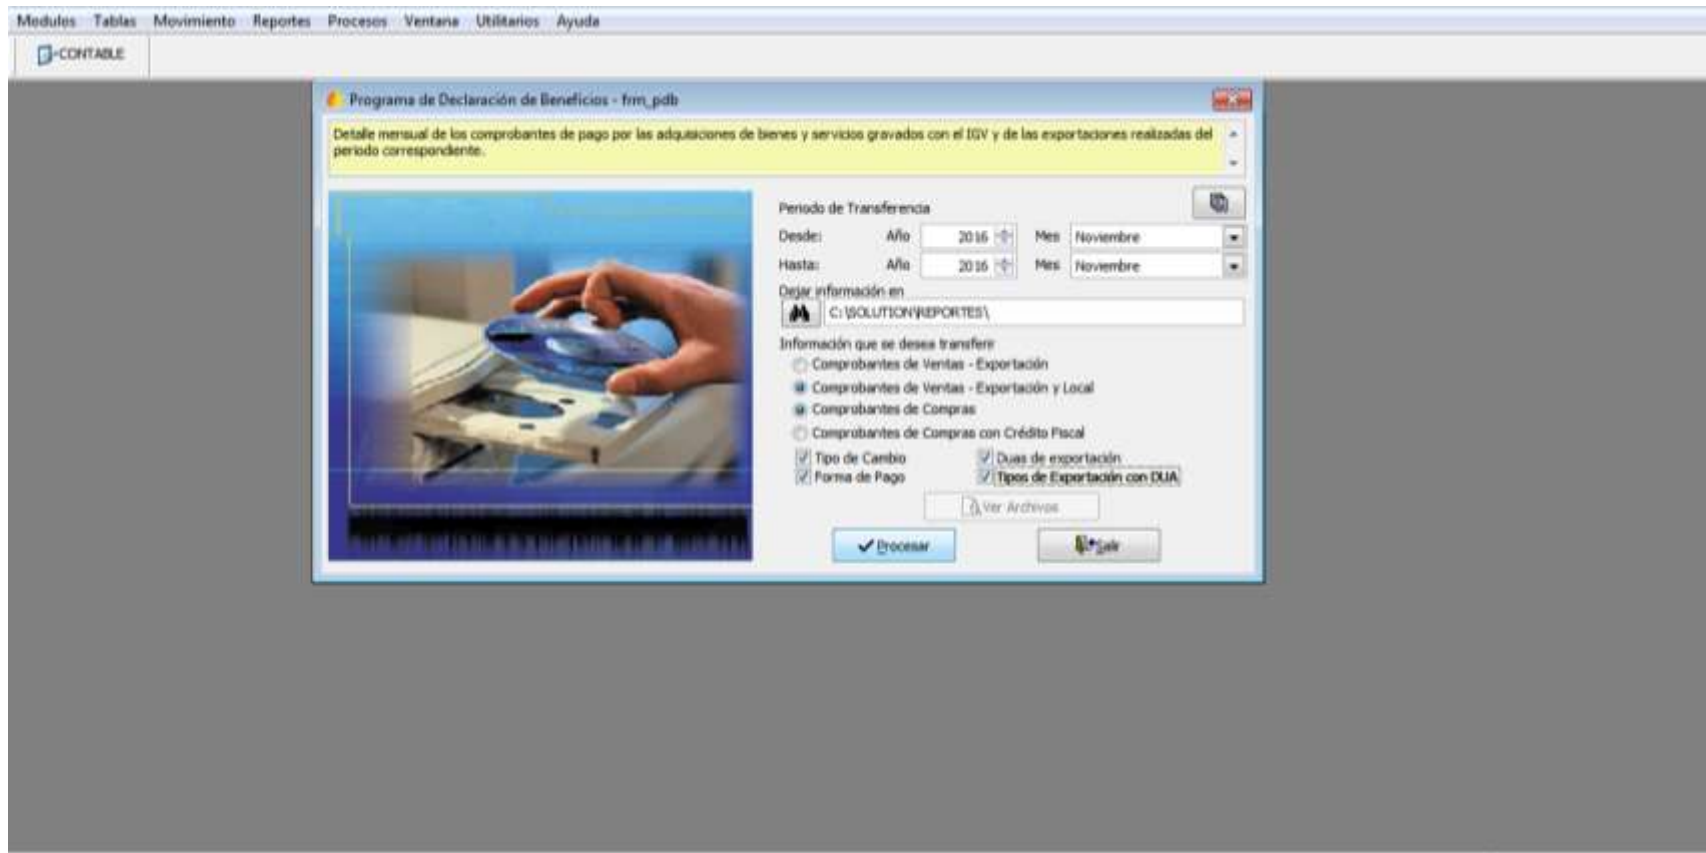 Modulos Tablas Movimiento Reportes Procesos Ventana Utilitarios Ayuda
CONTABLE
Programa de Declaración de Beneficios - frm_pdb
Detalle mensual de los comprobantes de pago por las adquisiciones de bienes y servicios gravados con el IGV y de las exportaciones realizadas del
periodo correspondiente.
Periodo de Transferencia
Desde: Año 2016 Mes Noviembre
Hasta: Año 2016 Mes Noviembre
Dejar información en
C:\SOLUTION\REPORTES\
Información que se desea transferir
Comprobantes de Ventas - Exportación
Comprobantes de Ventas - Exportación y Local
Comprobantes de Compras
Comprobantes de Compras con Crédito Fiscal
Tipo de Cambio Duas de exportación
Forma de Pago Tipos de Exportación con DUA
Ver Archivos
Procesar Salir